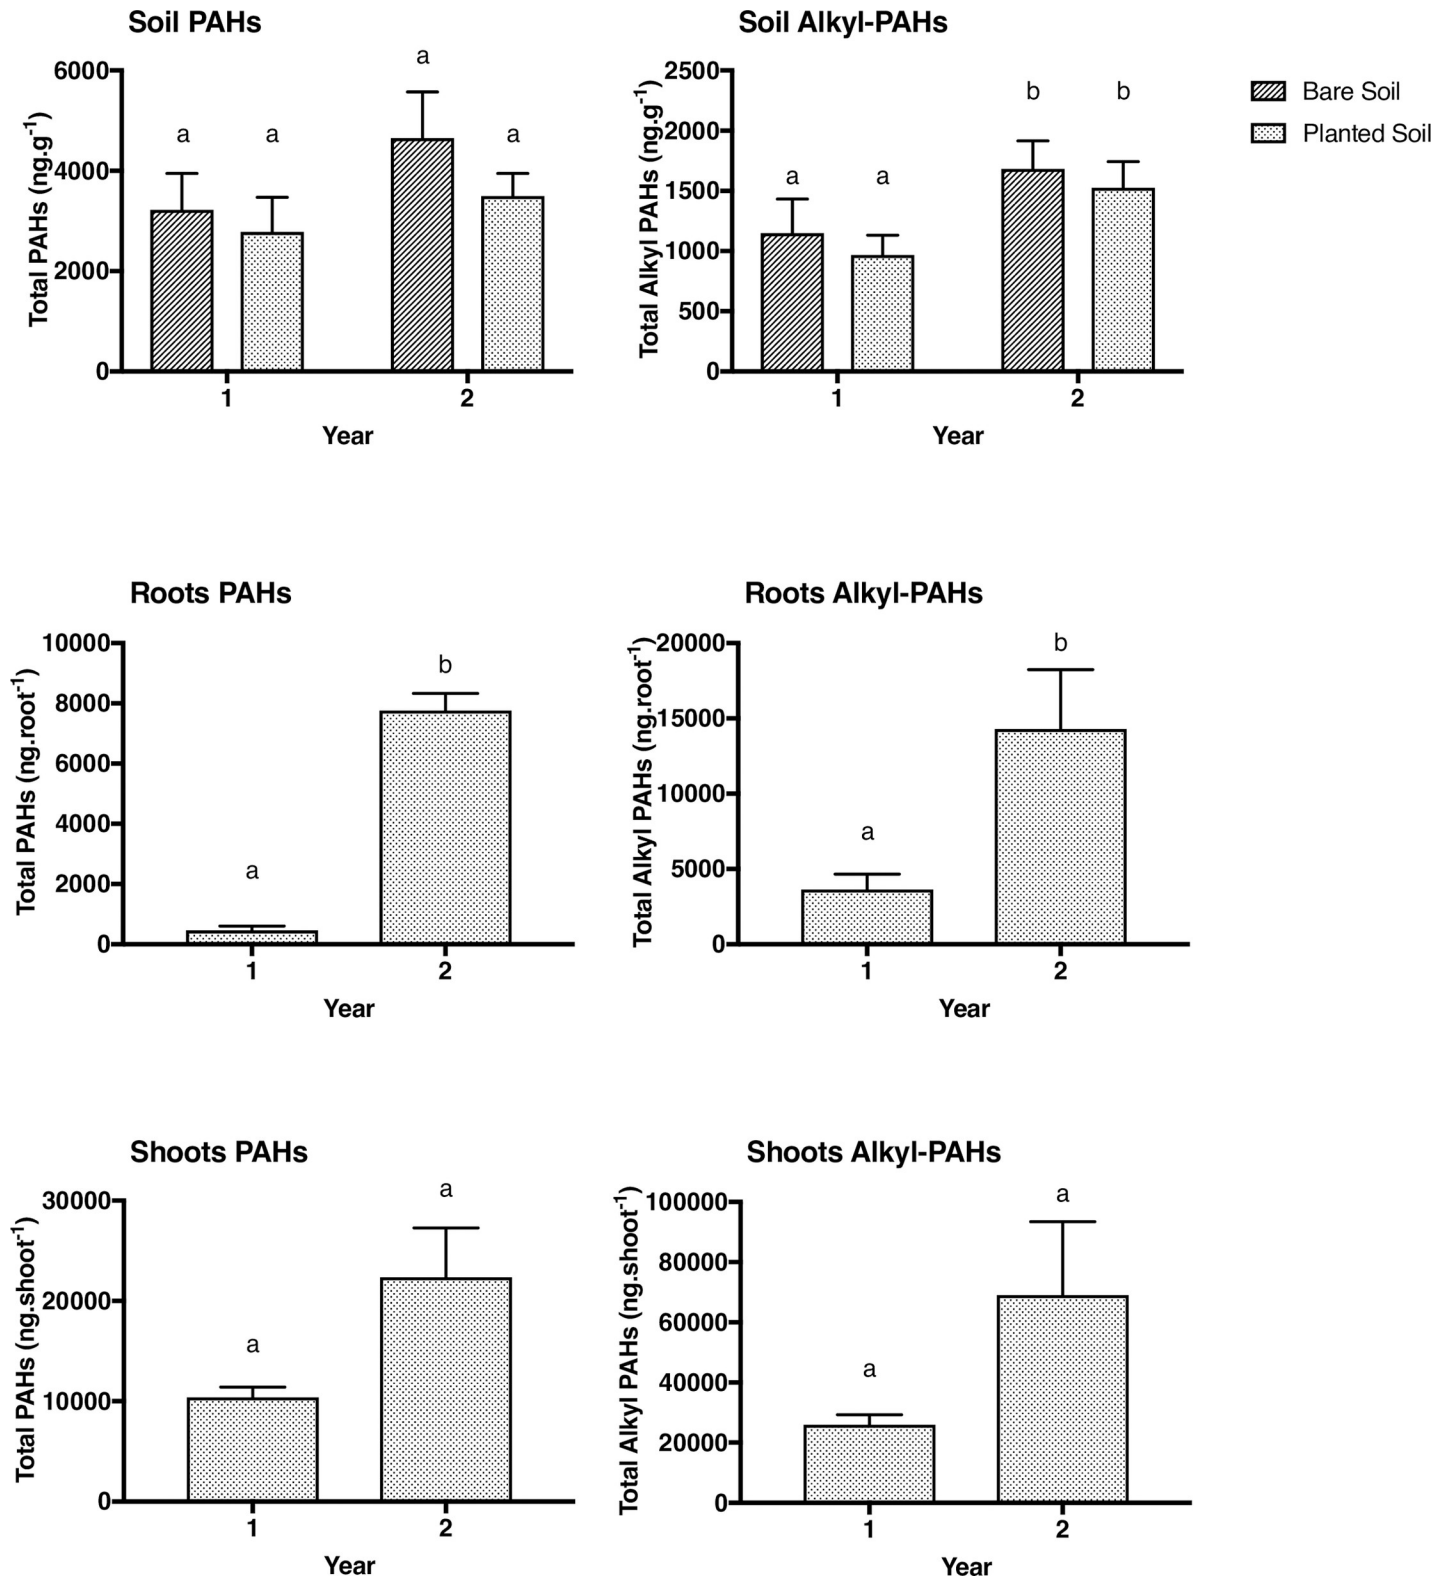 Soil PAHs
Total PAHs (ng.g-1)
6000
4000
2000
0
a
a
a
a
1
2
Year
Soil Alkyl-PAHs
Total Alkyl PAHs (ng.g-1)
2500
2000
1500
1000
500
0
a
a
b
b
1
2
Year
Bare Soil
Planted Soil
Roots PAHs
Total PAHs (ng.root-1)
10000
8000
6000
4000
2000
0
a
b
1
2
Year
Roots Alkyl-PAHs
Total Alkyl PAHs (ng.root-1)
20000
15000
10000
5000
0
a
b
1
2
Year
Shoots PAHs
Total PAHs (ng.shoot-1)
30000
20000
10000
0
a
a
1
2
Year
Shoots Alkyl-PAHs
Total Alkyl PAHs (ng.shoot-1)
100000
80000
60000
40000
20000
0
a
a
1
2
Year